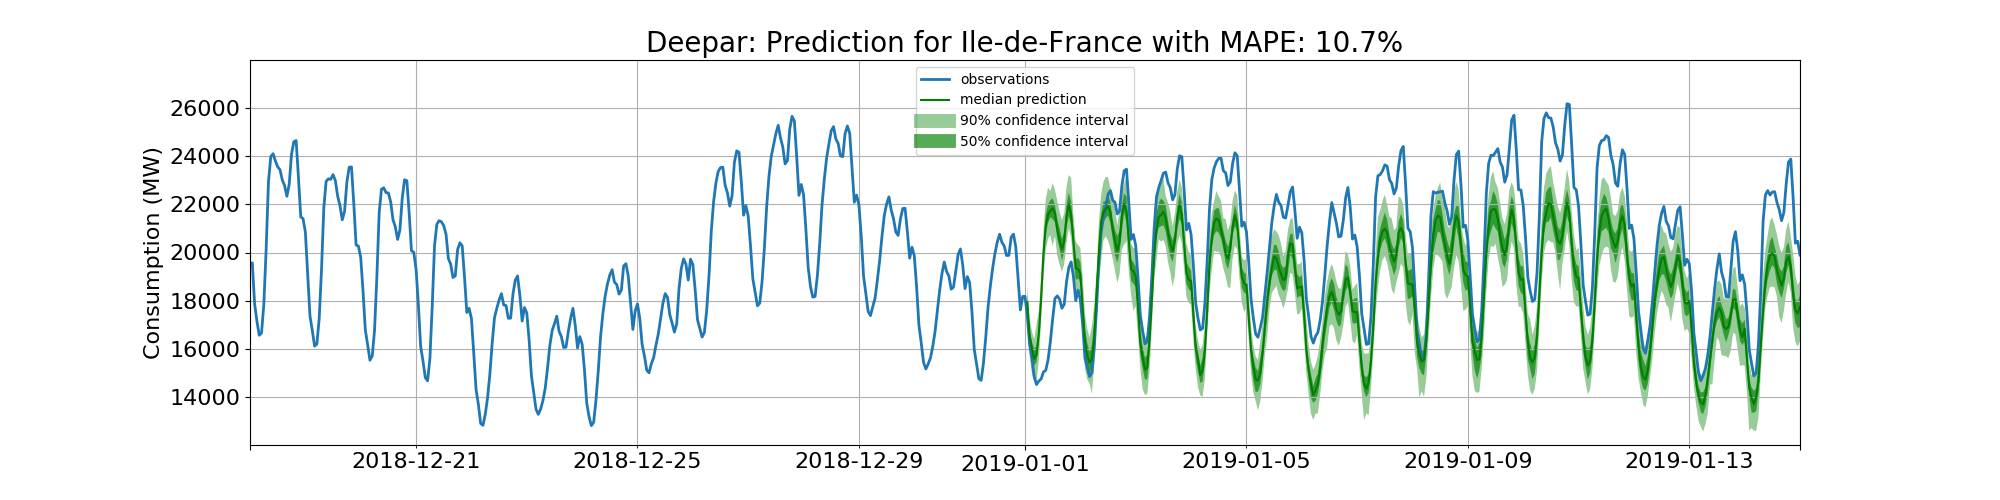 Deepar: Prediction for Ile-de-France with MAPE: 10.7%
observations
median prediction
90% confidence interval
50% confidence interval
Consumption (MW)
26000
24000
22000
20000
18000
16000
14000
2018-12-21
2018-12-25
2018-12-29
2019-01-01
2019-01-05
2019-01-09
2019-01-13